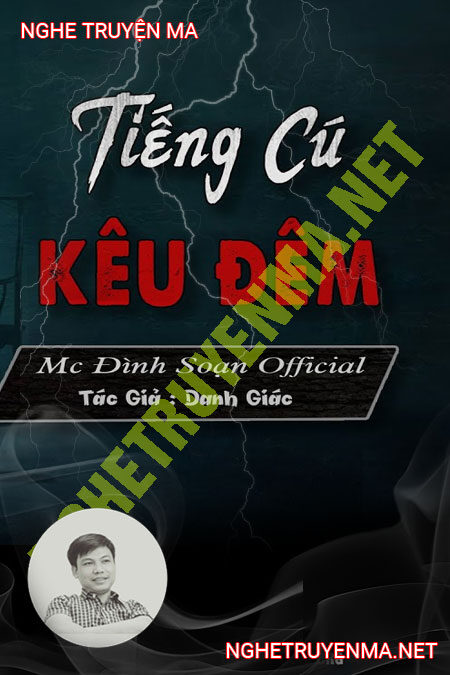 NGHE TRUYỆN MA
Tiếng Cú
KÊU ĐÊM
Mc Đình Soạn Official
Tác Giả : Danh Giác
NGHETRUYENMA.NET
NGHETRUYENMA.NET